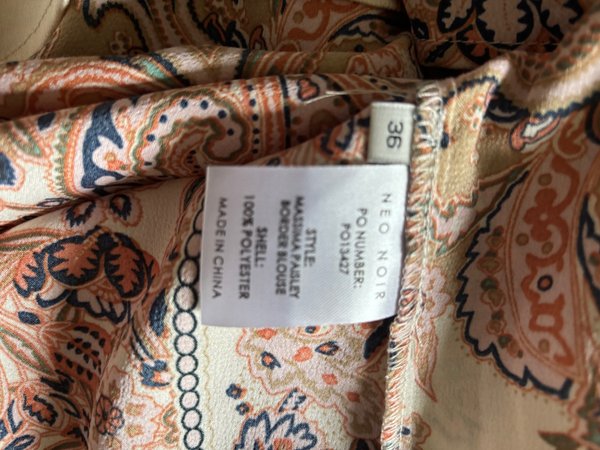 36
NEO NOIR
PO NUMBER:
PO13427
STYLE:
MASSIMA PAISLEY
BORDER BLOUSE
SHELL:
100% POLYESTER
MADE IN CHINA